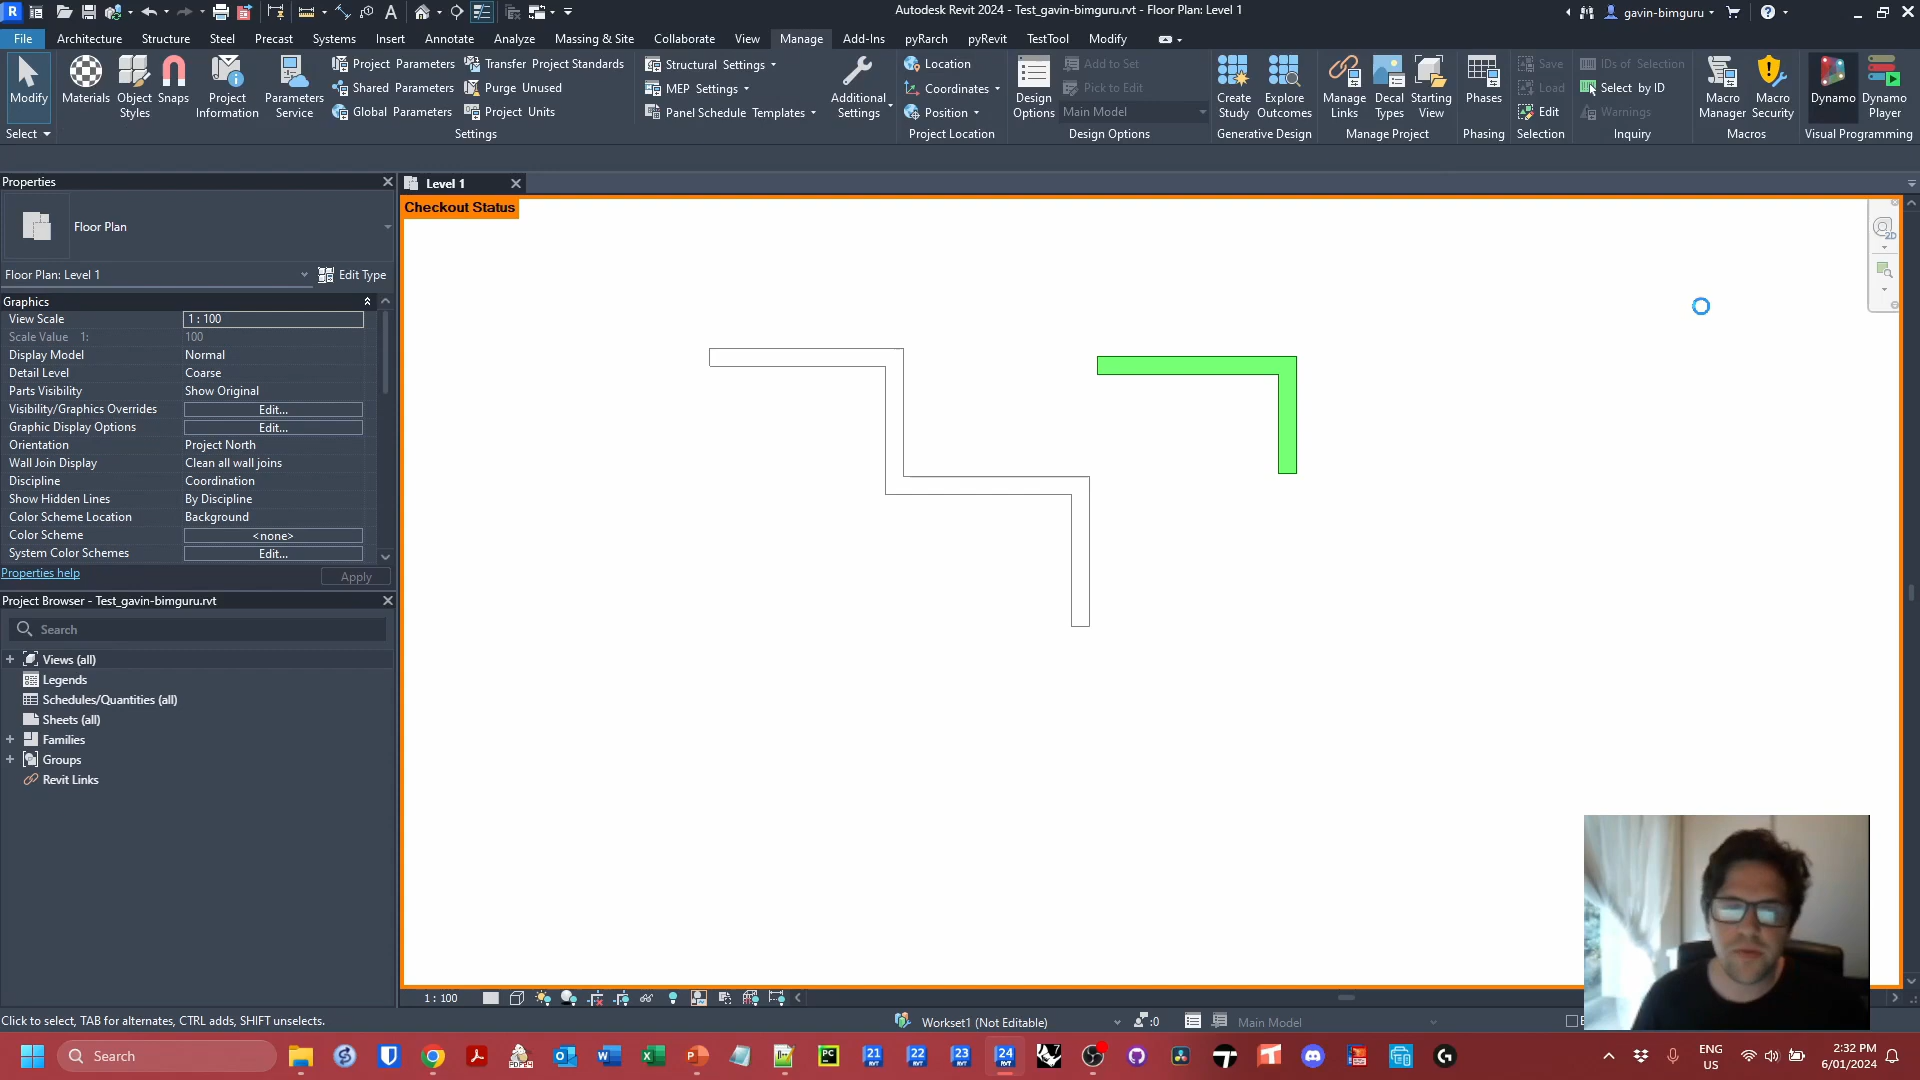 Autodesk Revit 2024 - Test_gavin-bimguru.rvt - Floor Plan: Level 1
gavin-bimguru
File Architecture Structure Steel Precast Systems Insert Annotate Analyze Massing & Site Collaborate View Manage Add-Ins pyRarch pyRevit TestTool Modify
Modify
Select
Materials
Object Styles
Snaps
Project Information
Parameters Service
Project Parameters
Shared Parameters
Global Parameters
Transfer Project Standards
Purge Unused
Project Units
Structural Settings
MEP Settings
Panel Schedule Templates
Additional Settings
Settings
Location
Coordinates
Position
Project Location
Design Options
Add to Set
Pick to Edit
Main Model
Design Options
Create Study
Explore Outcomes
Generative Design
Manage Links
Decal Types
Starting View
Manage Project
Phases
Phasing
Save
Load
Edit
Selection
IDs of Selection
Select by ID
Warnings
Inquiry
Macro Manager
Macro Security
Macros
Dynamo
Dynamo Player
Visual Programming
Properties
Floor Plan
Floor Plan: Level 1
Edit Type
Graphics
View Scale 1 : 100
Scale Value 1: 100
Display Model Normal
Detail Level Coarse
Parts Visibility Show Original
Visibility/Graphics Overrides Edit...
Graphic Display Options Edit...
Orientation Project North
Wall Join Display Clean all wall joins
Discipline Coordination
Show Hidden Lines By Discipline
Color Scheme Location Background
Color Scheme <none>
System Color Schemes Edit...
Properties help
Apply
Project Browser - Test_gavin-bimguru.rvt
Search
Views (all)
Legends
Schedules/Quantities (all)
Sheets (all)
Families
Groups
Revit Links
Level 1
Checkout Status
2D
1 : 100
Click to select, TAB for alternates, CTRL adds, SHIFT unselects.
Workset1 (Not Editable)
:0
Main Model
Search
21
22
23
24
ENG
US
2:32 PM
6/01/2024